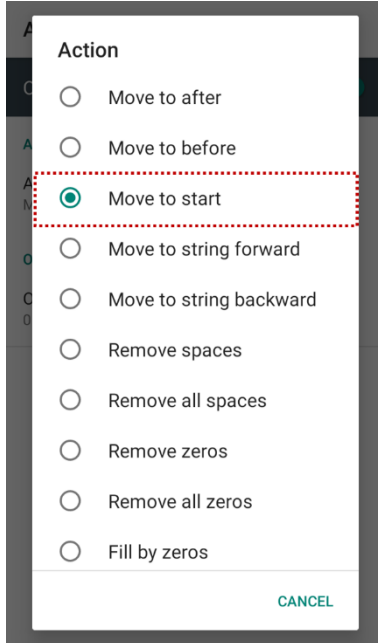 Action
Move to after
Move to before
Move to start
Move to string forward
Move to string backward
Remove spaces
Remove all spaces
Remove zeros
Remove all zeros
Fill by zeros
CANCEL